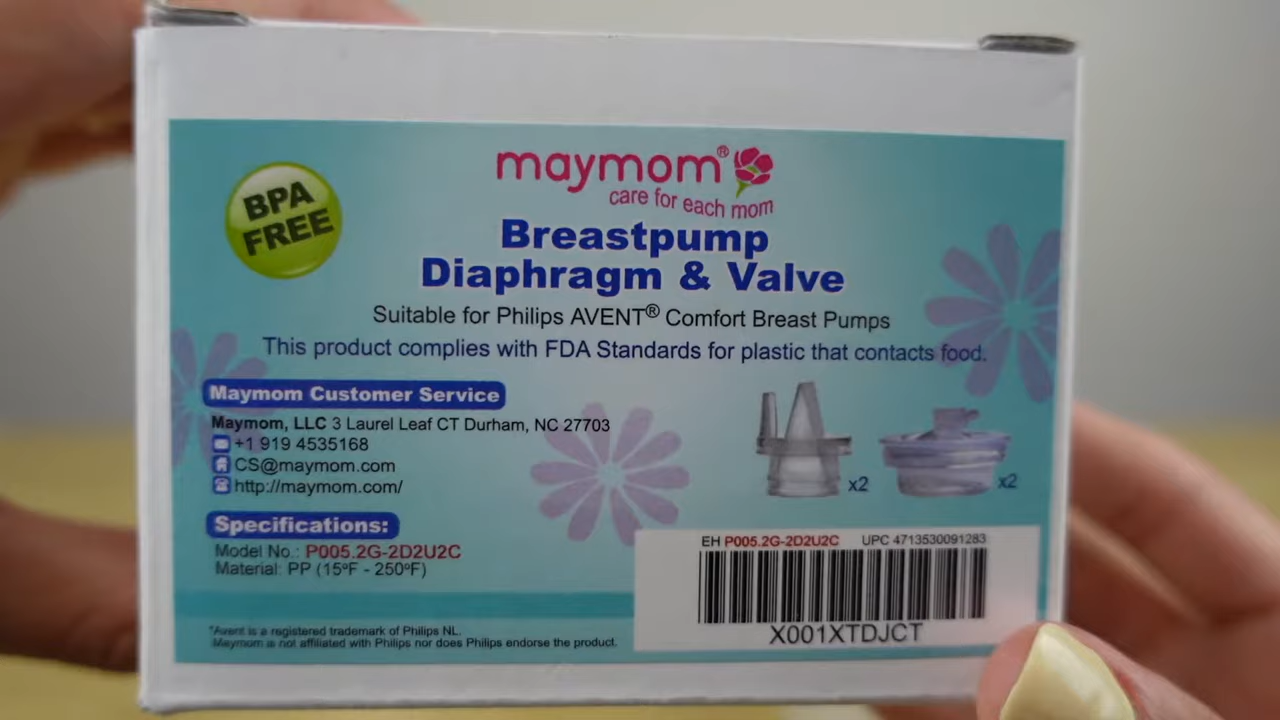 BPA
FREE
maymom®
care for each mom
Breastpump
Diaphragm & Valve
Suitable for Philips AVENT® Comfort Breast Pumps
This product complies with FDA Standards for plastic that contacts food.
Maymom Customer Service
Maymom, LLC 3 Laurel Leaf CT Durham, NC 27703
+1 919 4535168
CS@maymom.com
http://maymom.com/
x2
x2
Specifications:
Model No.: P005.2G-2D2U2C
Material: PP (15ºF - 250ºF)
EH P005.2G-2D2U2C UPC 4713530091283
X001XTDJCT
*Avent is a registered trademark of Philips NL.
Maymom is not affiliated with Philips nor does Philips endorse the product.